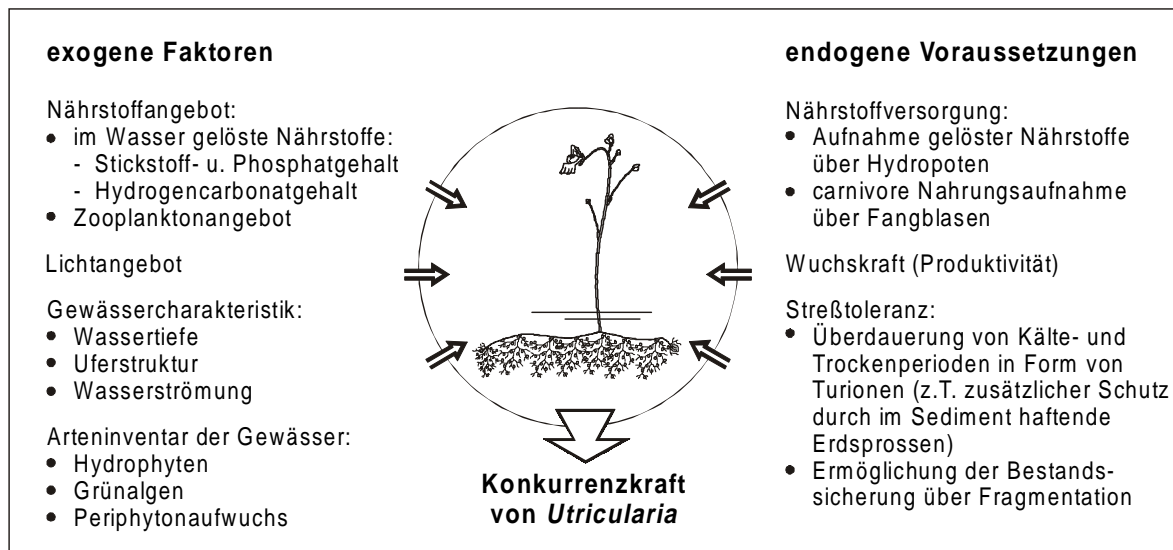 exogene Faktoren
Nährstoffangebot:
• im Wasser gelöste Nährstoffe:
- Stickstoff- u. Phosphatgehalt
- Hydrogencarbonatgehalt
• Zooplanktonangebot
Lichtangebot
Gewässercharakteristik:
• Wassertiefe
• Uferstruktur
• Wasserströmung
Arteninventar der Gewässer:
• Hydrophyten
• Grünalgen
• Periphytonaufwuchs
Konkurrenzkraft
von Utricularia
endogene Voraussetzungen
Nährstoffversorgung:
• Aufnahme gelöster Nährstoffe
über Hydropoten
• carnivore Nahrungsaufnahme
über Fangblasen
Wuchskraft (Produktivität)
Streßtoleranz:
• Überdauerung von Kälte- und
Trockenperioden in Form von
Turionen (z.T. zusätzlicher Schutz
durch im Sediment haftende
Erdsprossen)
• Ermöglichung der Bestands-
sicherung über Fragmentation